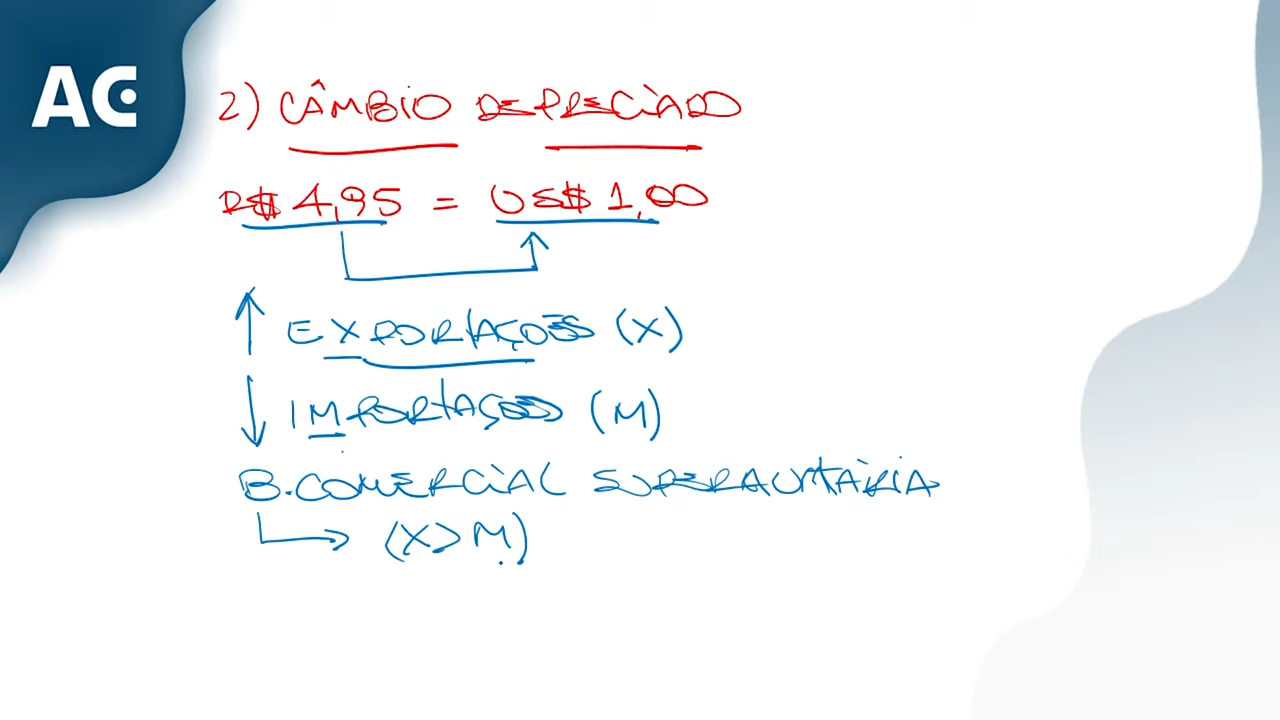 AC
2) CÂMBIO DEPRECIADO
R$ 4,95 = US$ 1,00
EXPORTAÇÕES (X)
IMPORTAÇÕES (M)
B. COMERCIAL SUPERAVITÁRIA
(X > M)